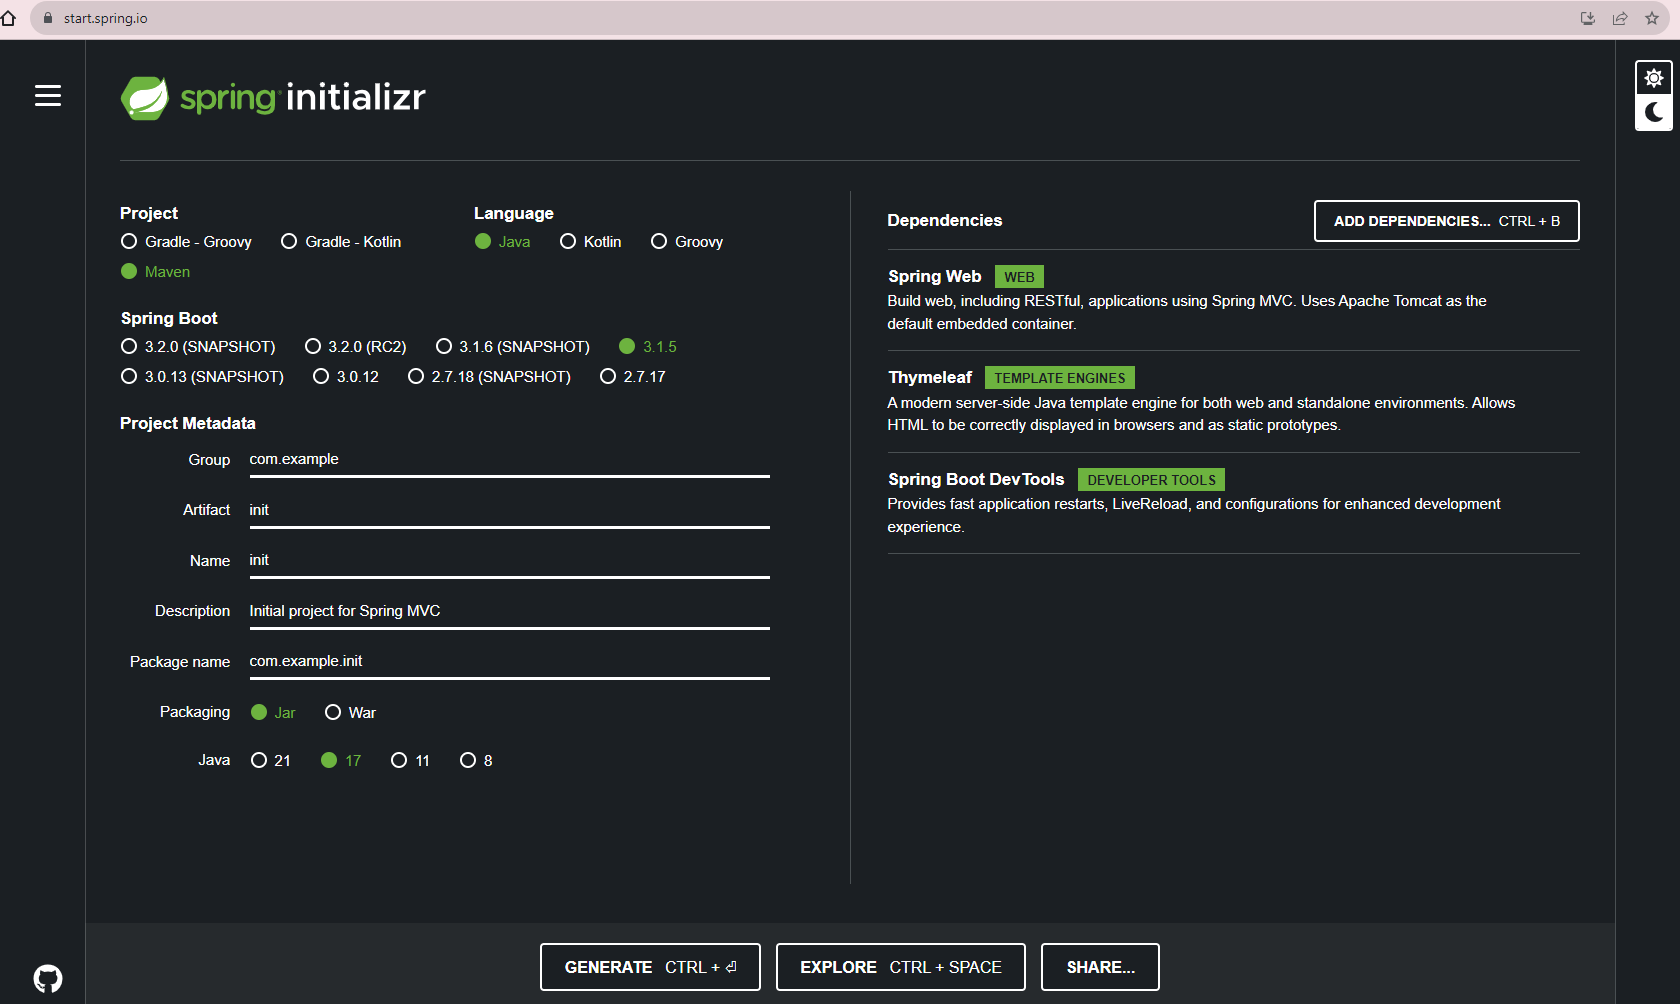 start.spring.io
spring initializr
Project
Gradle - Groovy Gradle - Kotlin
Maven
Language
Java Kotlin Groovy
Spring Boot
3.2.0 (SNAPSHOT) 3.2.0 (RC2) 3.1.6 (SNAPSHOT) 3.1.5
3.0.13 (SNAPSHOT) 3.0.12 2.7.18 (SNAPSHOT) 2.7.17
Project Metadata
Group com.example
Artifact init
Name init
Description Initial project for Spring MVC
Package name com.example.init
Packaging Jar War
Java 21 17 11 8
Dependencies
ADD DEPENDENCIES... CTRL + B
Spring Web WEB
Build web, including RESTful, applications using Spring MVC. Uses Apache Tomcat as the
default embedded container.
Thymeleaf TEMPLATE ENGINES
A modern server-side Java template engine for both web and standalone environments. Allows
HTML to be correctly displayed in browsers and as static prototypes.
Spring Boot DevTools DEVELOPER TOOLS
Provides fast application restarts, LiveReload, and configurations for enhanced development
experience.
GENERATE CTRL + ⏎
EXPLORE CTRL + SPACE
SHARE...